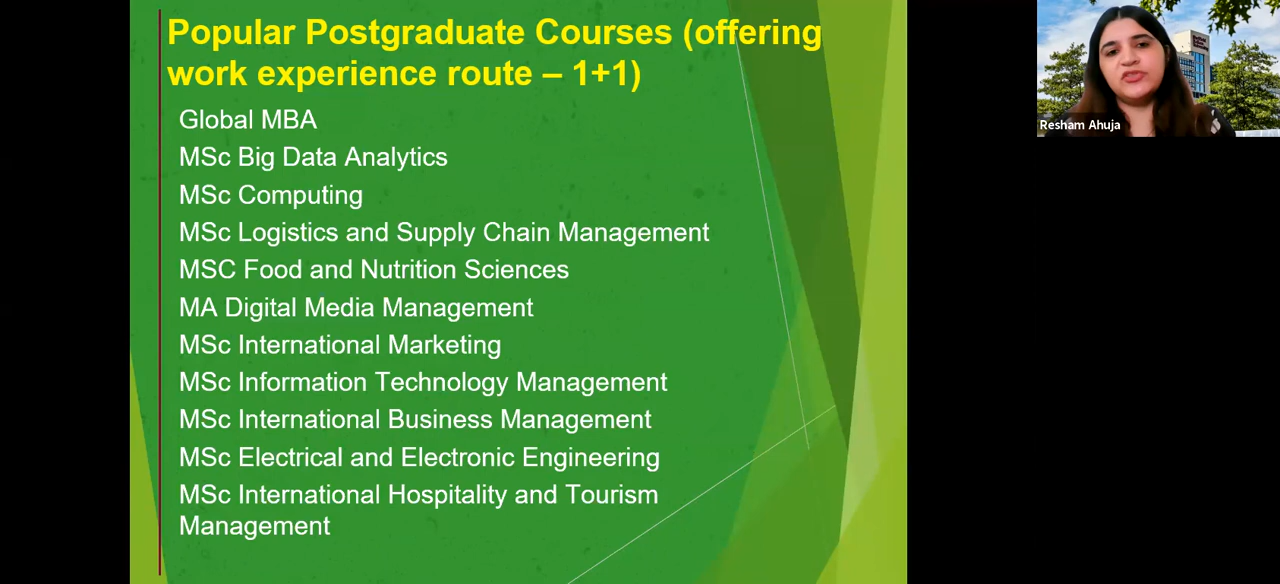 Popular Postgraduate Courses (offering
work experience route – 1+1)
Global MBA
MSc Big Data Analytics
MSc Computing
MSc Logistics and Supply Chain Management
MSC Food and Nutrition Sciences
MA Digital Media Management
MSc International Marketing
MSc Information Technology Management
MSc International Business Management
MSc Electrical and Electronic Engineering
MSc International Hospitality and Tourism
Management
Resham Ahuja